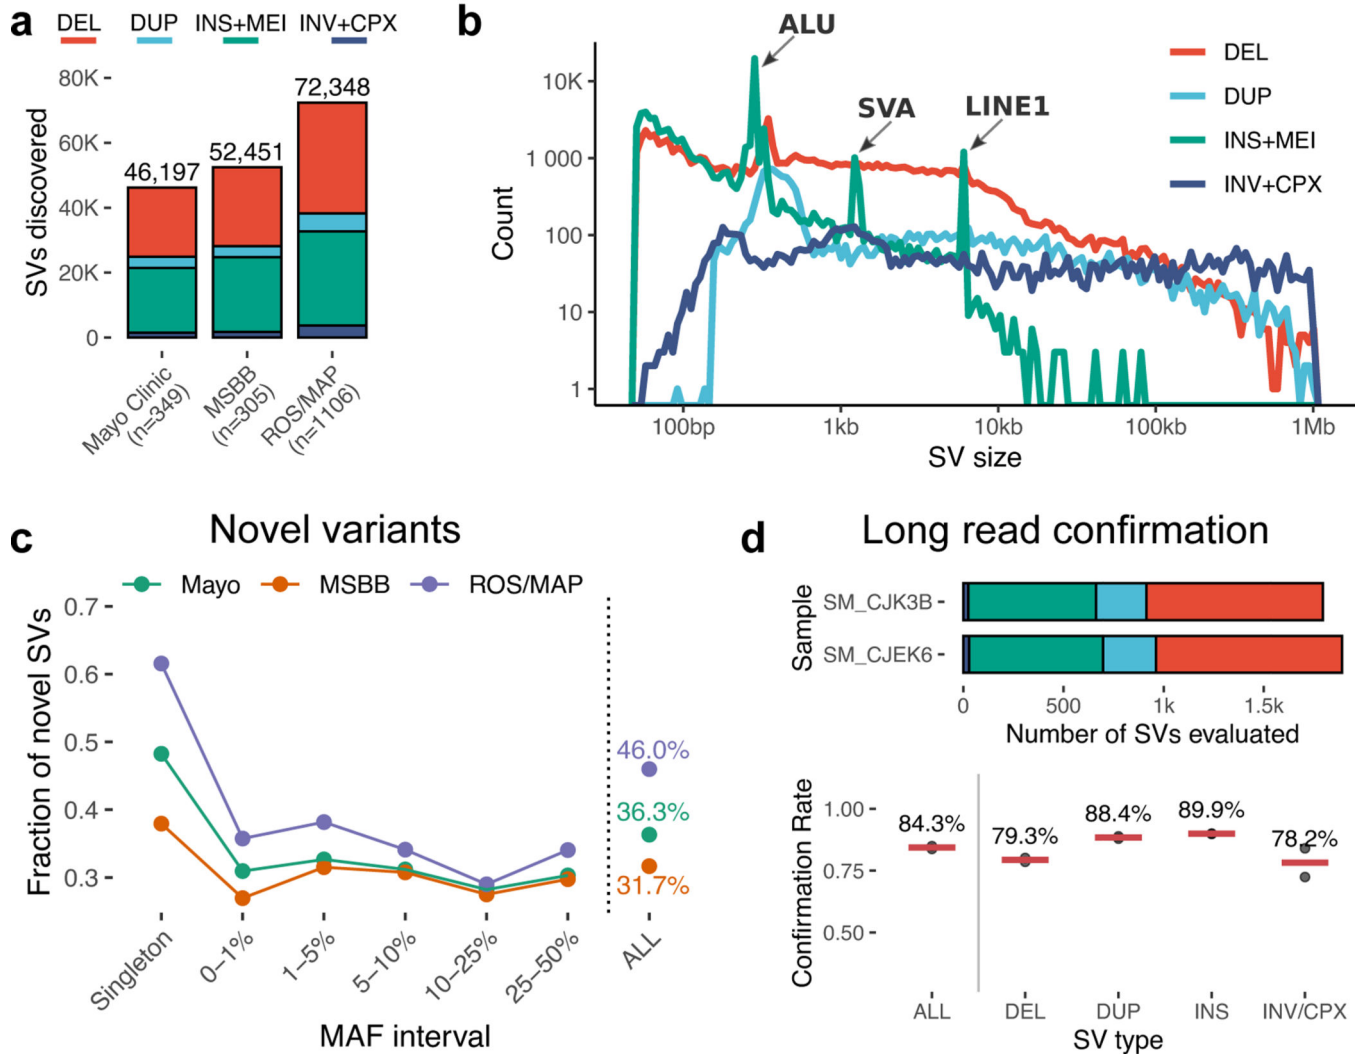 a
DEL DUP INS+MEI INV+CPX
SVs discovered
80K
60K
40K
20K
0
46,197
52,451
72,348
Mayo Clinic
(n=349)
MSBB
(n=305)
ROS/MAP
(n=1106)
b
ALU
SVA
LINE1
DEL
DUP
INS+MEI
INV+CPX
Count
10K
1 000
100
10
1
100bp 1kb 10kb 100kb 1Mb
SV size
c
Novel variants
Mayo MSBB ROS/MAP
Fraction of novel SVs
0.7
0.6
0.5
0.4
0.3
46.0%
36.3%
31.7%
Singleton 0–1% 1–5% 5–10% 10–25% 25–50% ALL
MAF interval
d
Long read confirmation
Sample
SM_CJK3B
SM_CJEK6
0 500 1k 1.5k
Number of SVs evaluated
Confirmation Rate
1.00
0.75
0.50
84.3%
79.3%
88.4%
89.9%
78.2%
ALL DEL DUP INS INV/CPX
SV type